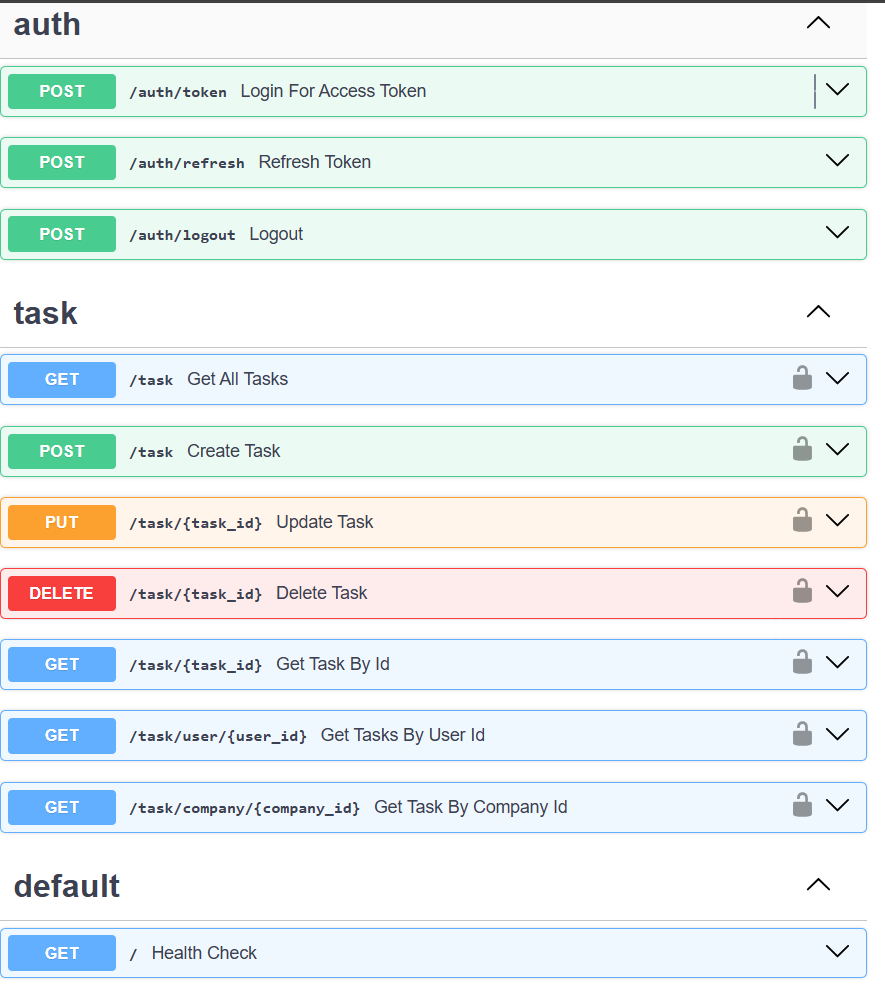 auth
POST /auth/token Login For Access Token
POST /auth/refresh Refresh Token
POST /auth/logout Logout
task
GET /task Get All Tasks
POST /task Create Task
PUT /task/{task_id} Update Task
DELETE /task/{task_id} Delete Task
GET /task/{task_id} Get Task By Id
GET /task/user/{user_id} Get Tasks By User Id
GET /task/company/{company_id} Get Task By Company Id
default
GET / Health Check